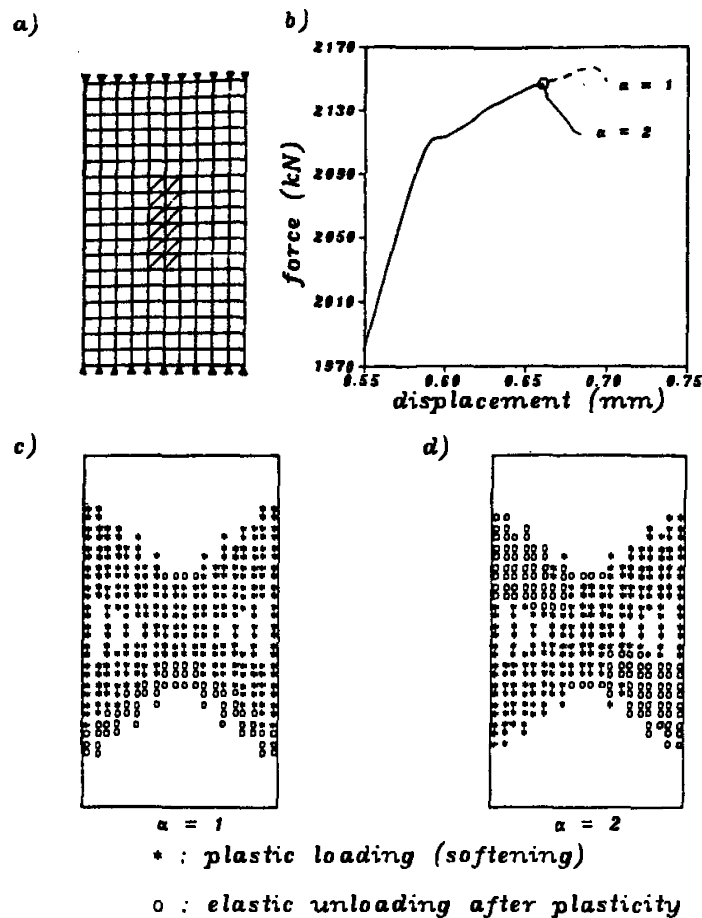 a)
b)
2170
2130
2090
2050
2010
1970
force (kN)
0.55
0.60
0.65
0.70
0.75
displacement (mm)
α = 1
α = 2
c)
d)
α = 1
α = 2
* : plastic loading (softening)
o : elastic unloading after plasticity